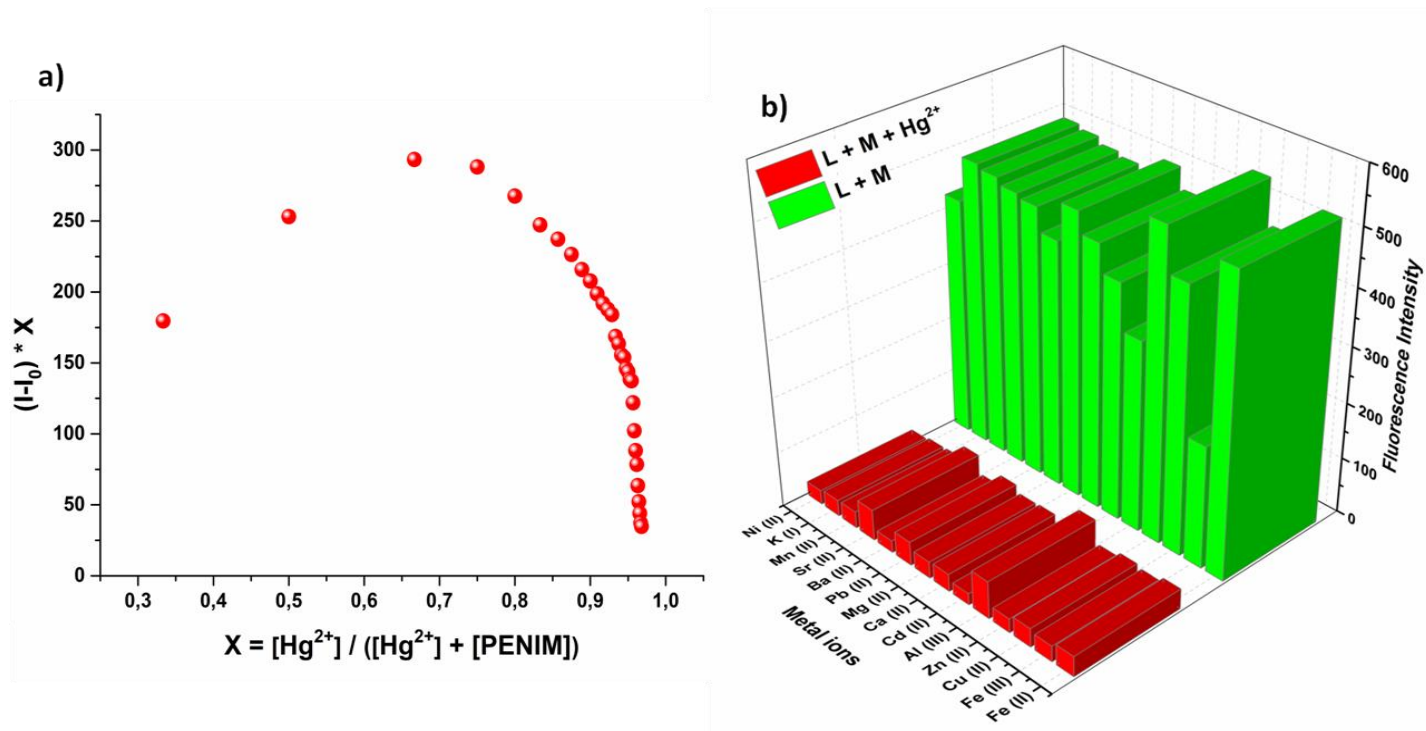 a)
300
250
200
150
100
50
0
(I-I₀) * X
0,3 0,4 0,5 0,6 0,7 0,8 0,9 1,0
X = [Hg²⁺] / ([Hg²⁺] + [PENIM])
b)
L + M + Hg²⁺
L + M
600
500
400
300
200
100
0
Fluorescence Intensity
Ni (II)
K (I)
Mn (II)
Sr (II)
Ba (II)
Pb (II)
Mg (II)
Ca (II)
Cd (II)
Al (III)
Zn (II)
Cu (II)
Fe (III)
Fe (II)
Metal ions